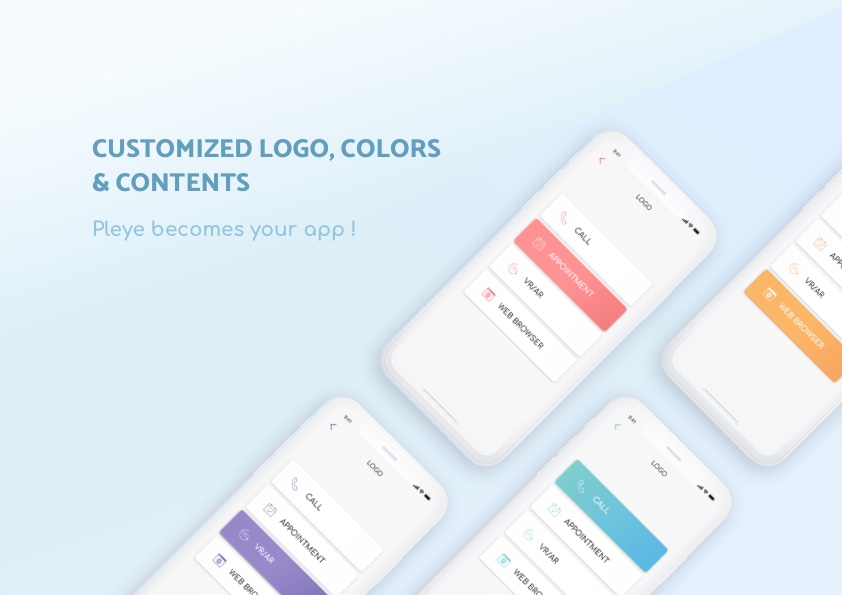 CUSTOMIZED LOGO, COLORS
& CONTENTS
Pleye becomes your app !
9:41
LOGO
CALL
APPOINTMENT
VR/AR
WEB BROWSER
APPO
VR/AR
WEB BROWSER
9:41
LOGO
CALL
APPOINTMENT
VR/AR
WEB BRO
9:41
LOGO
CALL
APPOINTMENT
VR/AR
WEB BRO